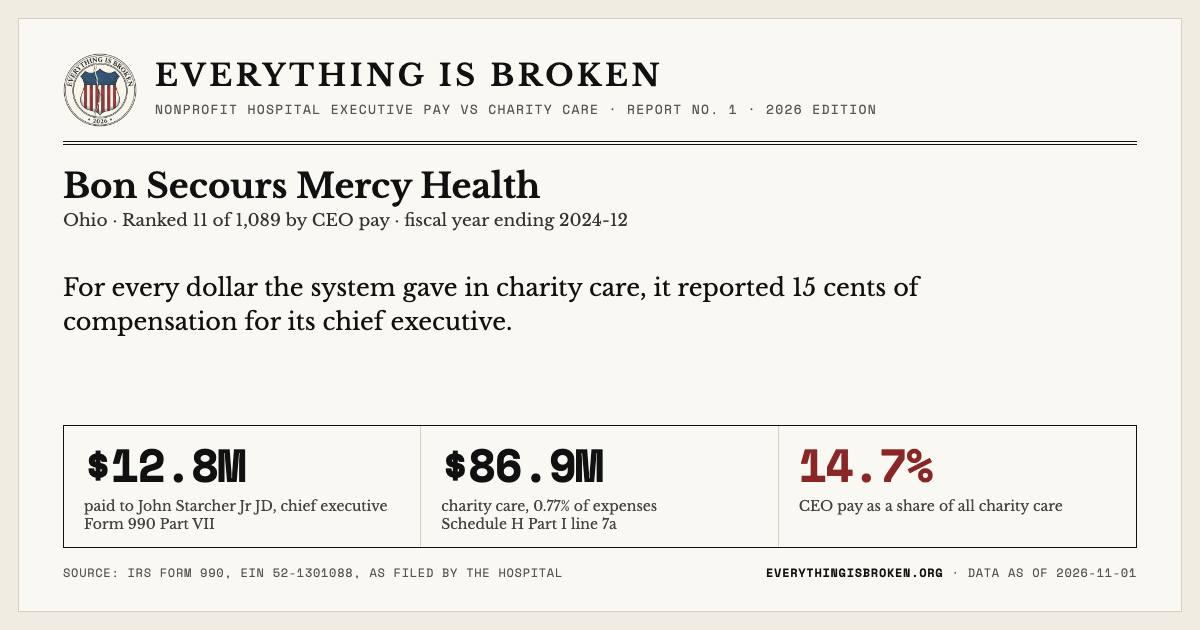 EVERYTHING IS BROKEN
· 2026 ·
EVERYTHING IS BROKEN
NONPROFIT HOSPITAL EXECUTIVE PAY VS CHARITY CARE · REPORT NO. 1 · 2026 EDITION
Bon Secours Mercy Health
Ohio · Ranked 11 of 1,089 by CEO pay · fiscal year ending 2024-12
For every dollar the system gave in charity care, it reported 15 cents of
compensation for its chief executive.
$12.8M
paid to John Starcher Jr JD, chief executive
Form 990 Part VII
$86.9M
charity care, 0.77% of expenses
Schedule H Part I line 7a
14.7%
CEO pay as a share of all charity care
SOURCE: IRS FORM 990, EIN 52-1301088, AS FILED BY THE HOSPITAL
EVERYTHINGISBROKEN.ORG · DATA AS OF 2026-11-01